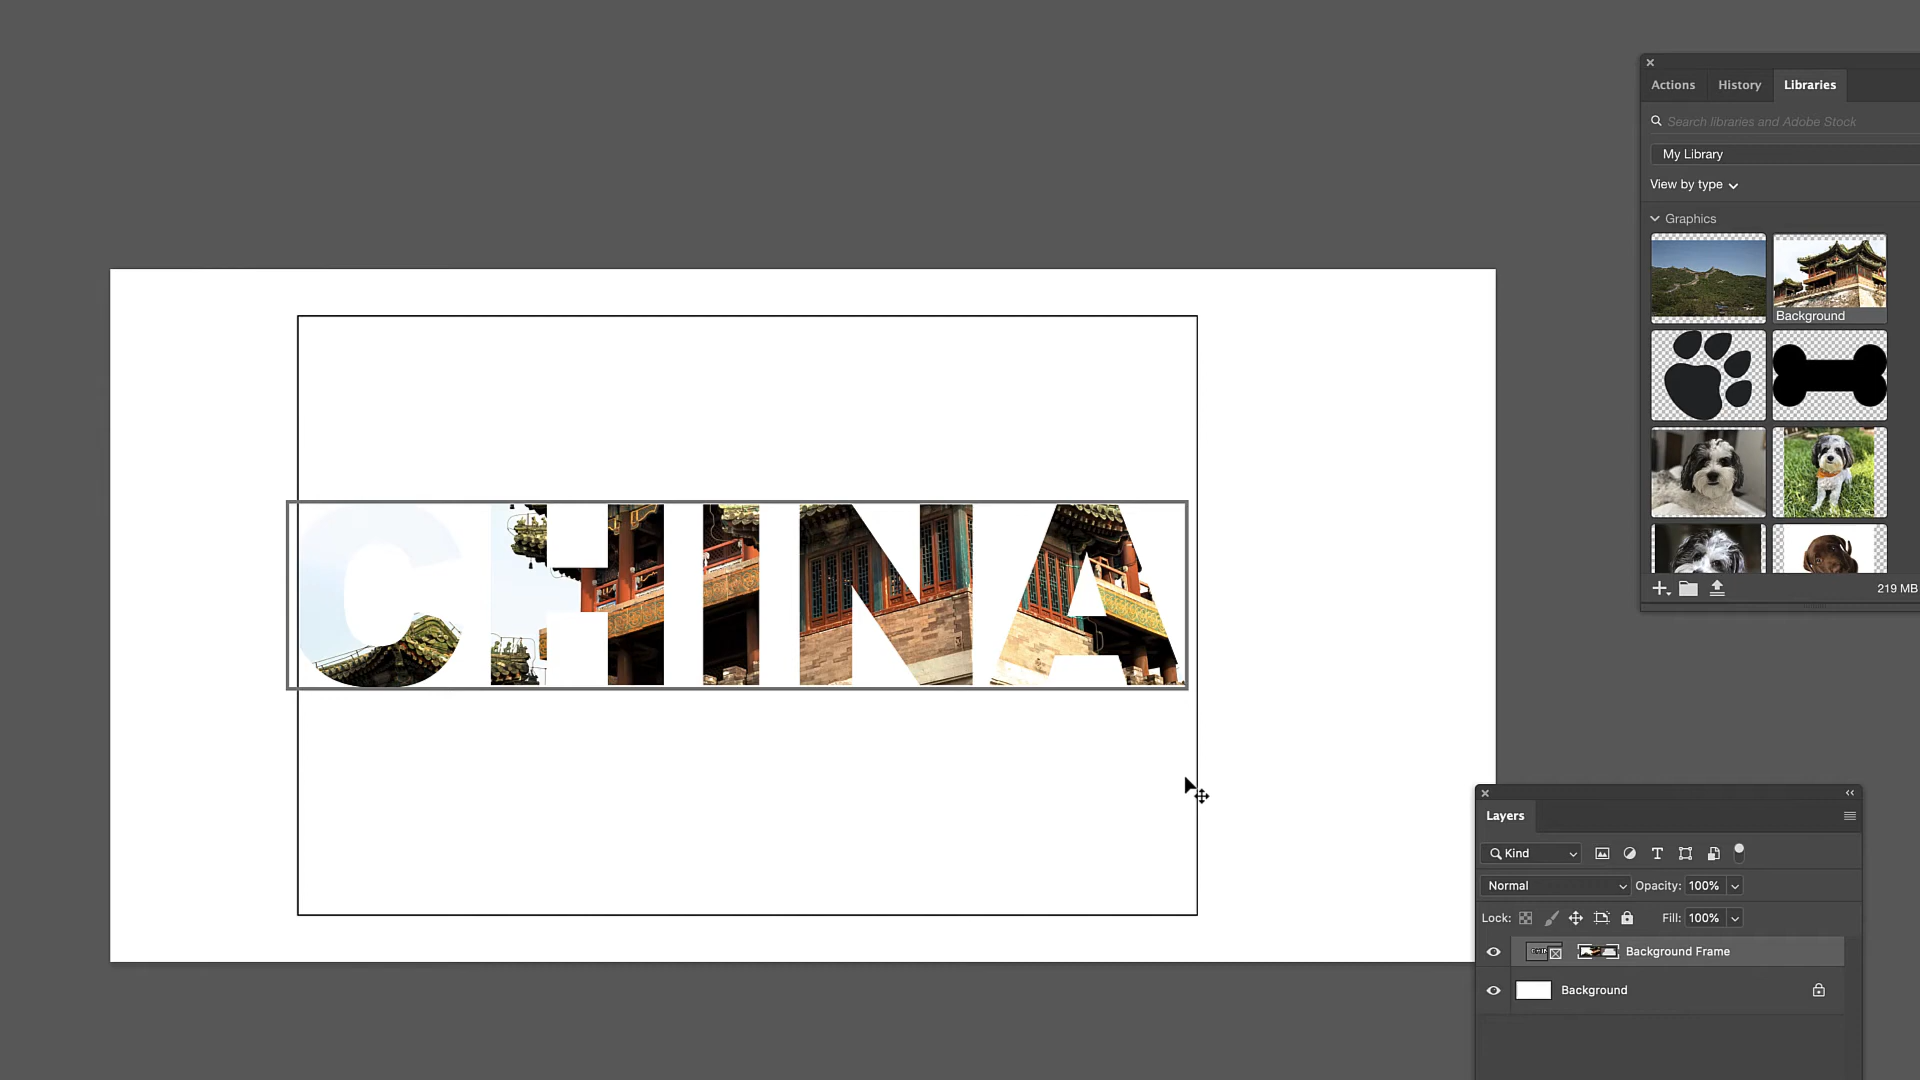 Actions History Libraries
Search libraries and Adobe Stock
My Library
View by type
Graphics
Background
219 MB
CHINA
Layers
Kind
Normal Opacity: 100%
Lock: Fill: 100%
Background Frame
Background